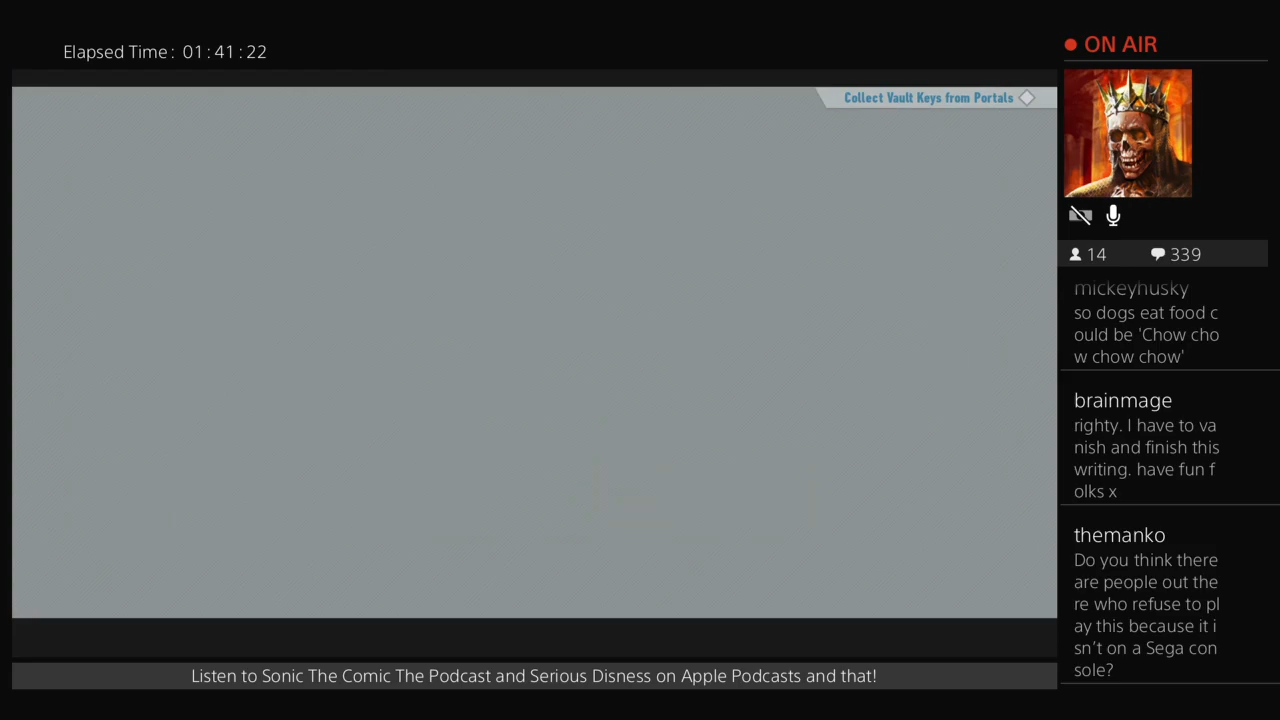 Elapsed Time: 01:41:22
ON AIR
Collect Vault Keys from Portals
14 339
mickeyhusky
so dogs eat food c
ould be 'Chow cho
w chow chow'
brainmage
righty. I have to va
nish and finish this
writing. have fun f
olks x
themanko
Do you think there
are people out the
re who refuse to pl
ay this because it i
sn't on a Sega con
sole?
Listen to Sonic The Comic The Podcast and Serious Disness on Apple Podcasts and that!